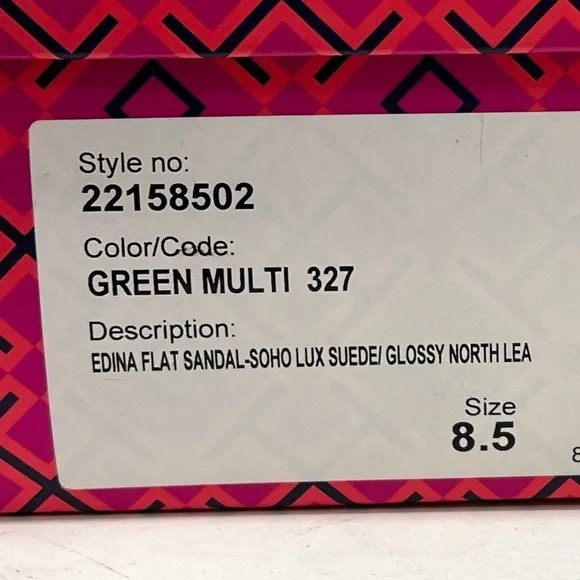 Style no:
22158502
Color/Code:
GREEN MULTI 327
Description:
EDINA FLAT SANDAL-SOHO LUX SUEDE/ GLOSSY NORTH LEA
Size
8.5